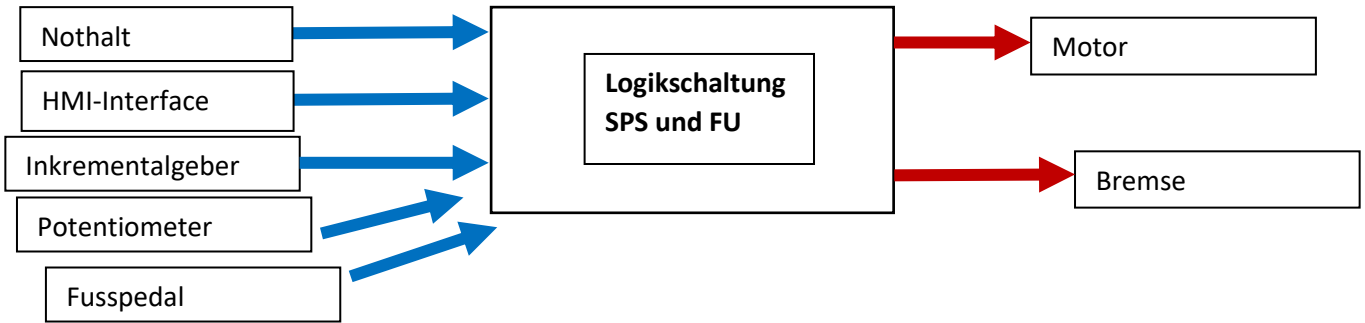 Nothalt
HMI-Interface
Inkrementalgeber
Potentiometer
Fusspedal
Logikschaltung
SPS und FU
Motor
Bremse